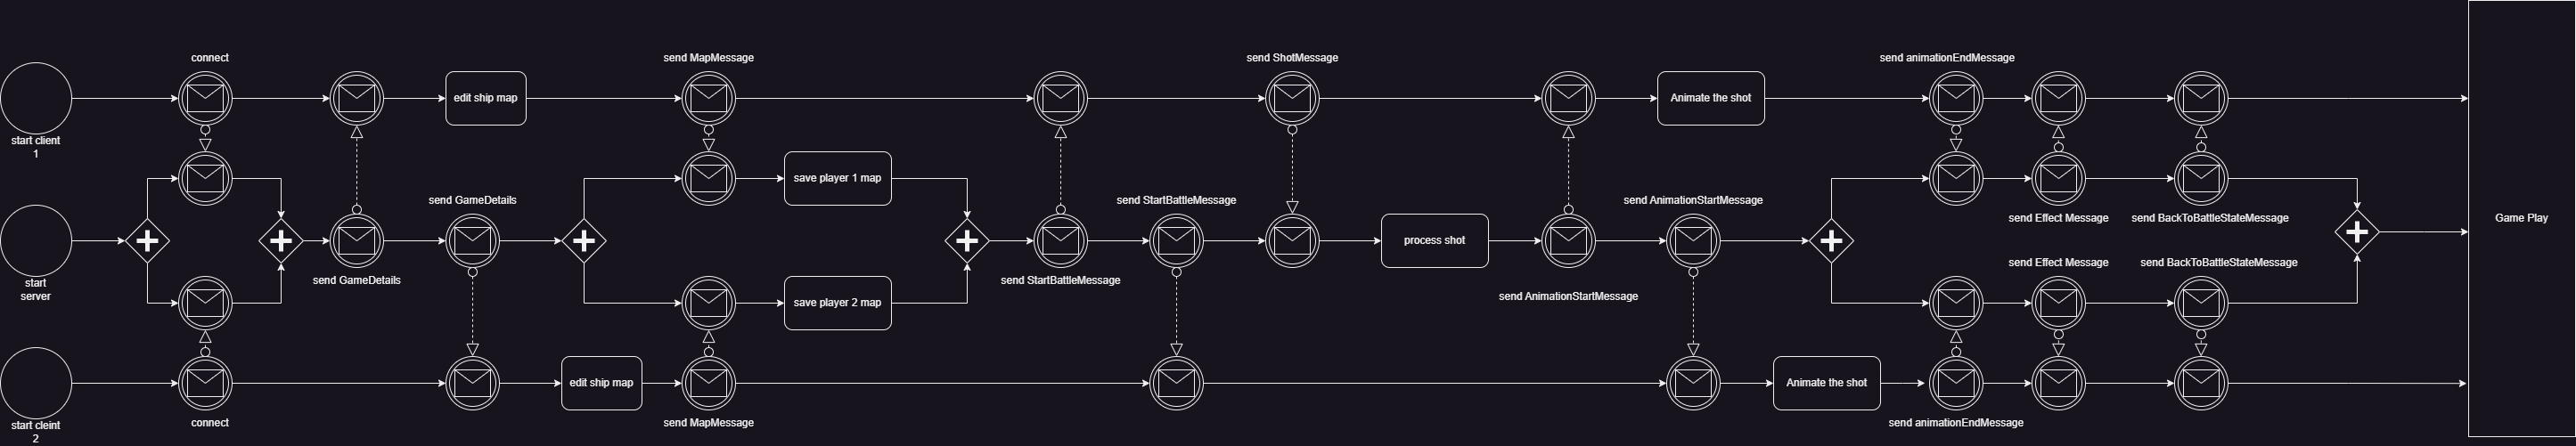 connect
send MapMessage
send ShotMessage
send animationEndMessage
edit ship map
Animate the shot
start client
1
save player 1 map
send GameDetails
send StartBattleMessage
send AnimationStartMessage
send Effect Message
send BackToBattleStateMessage
Game Play
process shot
start
server
send GameDetails
send StartBattleMessage
send AnimationStartMessage
send Effect Message
send BackToBattleStateMessage
save player 2 map
edit ship map
Animate the shot
start cleint
2
connect
send MapMessage
send animationEndMessage